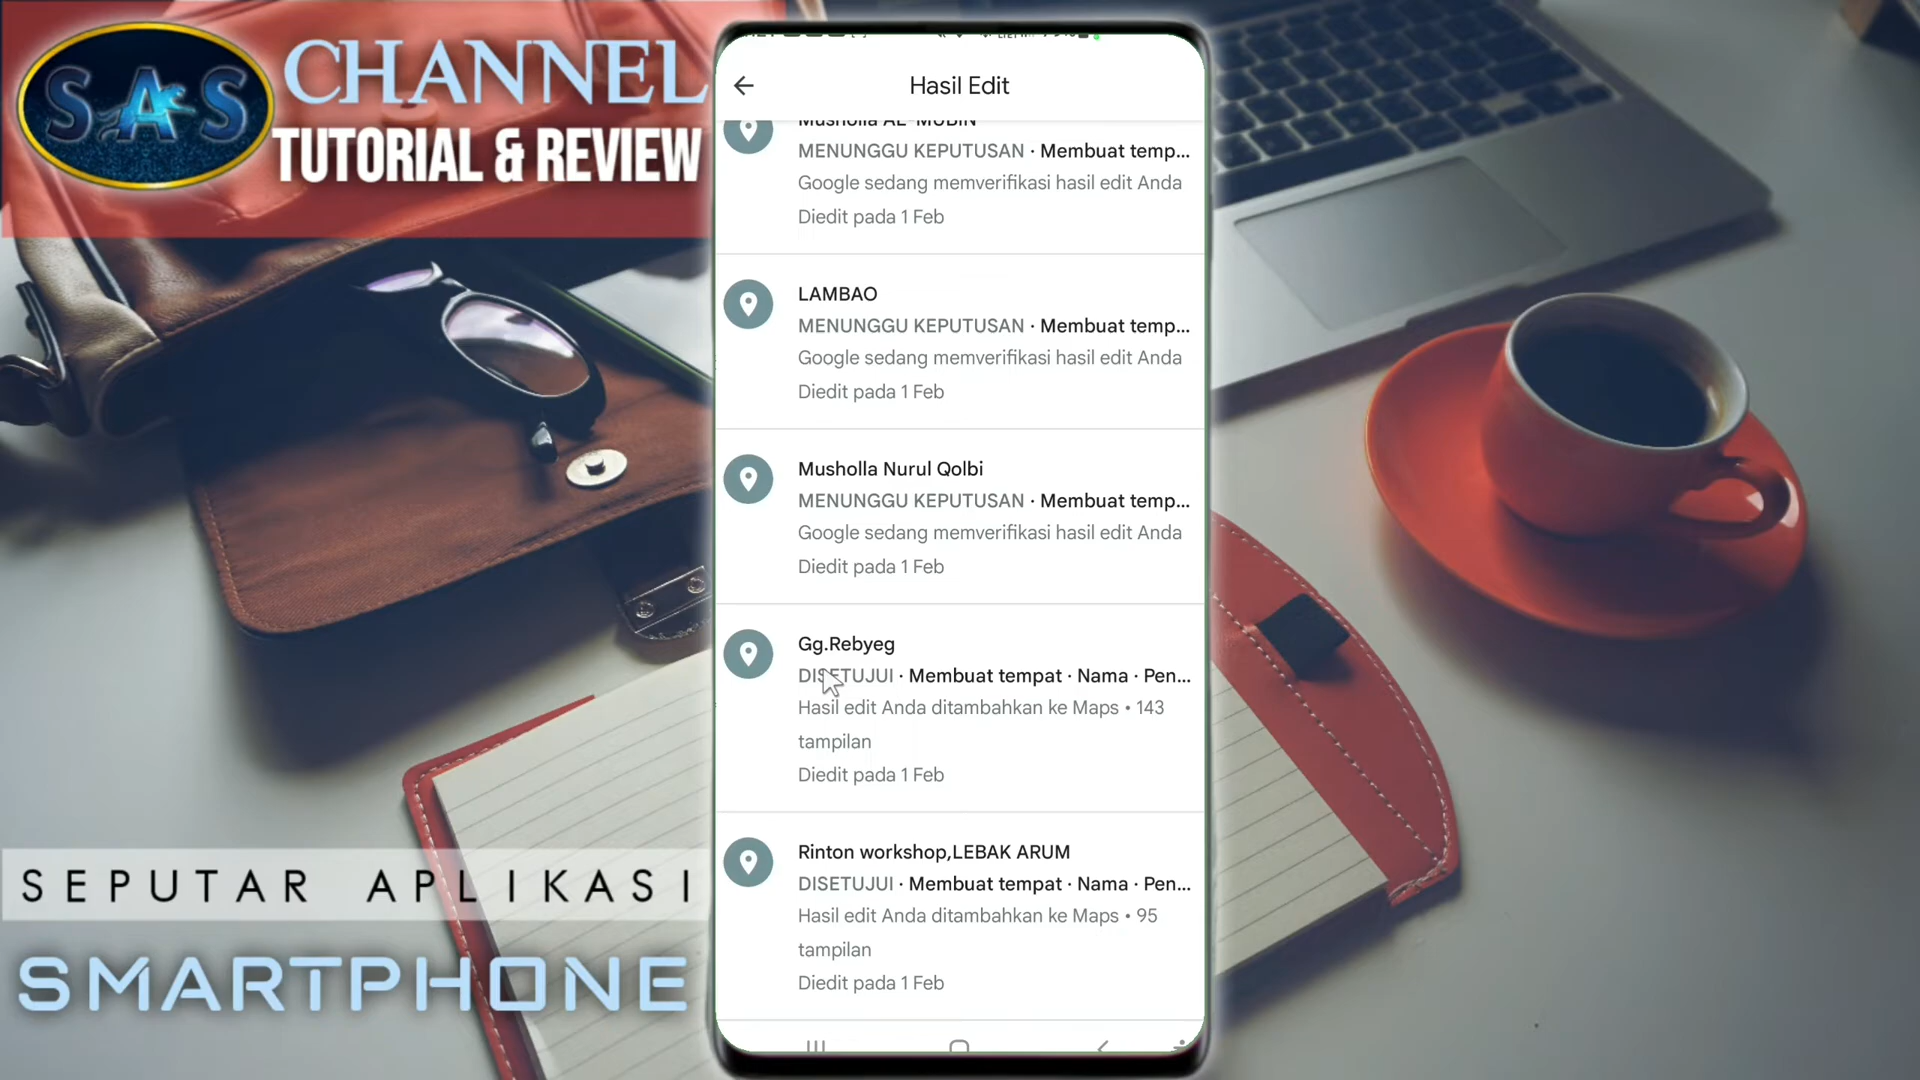 SAS
CHANNEL
TUTORIAL & REVIEW
Hasil Edit
Musholla AL-MUBIN
MENUNGGU KEPUTUSAN · Membuat temp...
Google sedang memverifikasi hasil edit Anda
Diedit pada 1 Feb
LAMBAO
MENUNGGU KEPUTUSAN · Membuat temp...
Google sedang memverifikasi hasil edit Anda
Diedit pada 1 Feb
Musholla Nurul Qolbi
MENUNGGU KEPUTUSAN · Membuat temp...
Google sedang memverifikasi hasil edit Anda
Diedit pada 1 Feb
Gg.Rebyeg
DISETUJUI · Membuat tempat · Nama · Pen...
Hasil edit Anda ditambahkan ke Maps • 143
tampilan
Diedit pada 1 Feb
Rinton workshop,LEBAK ARUM
DISETUJUI · Membuat tempat · Nama · Pen...
Hasil edit Anda ditambahkan ke Maps • 95
tampilan
Diedit pada 1 Feb
SEPUTAR APLIKASI
SMARTPHONE